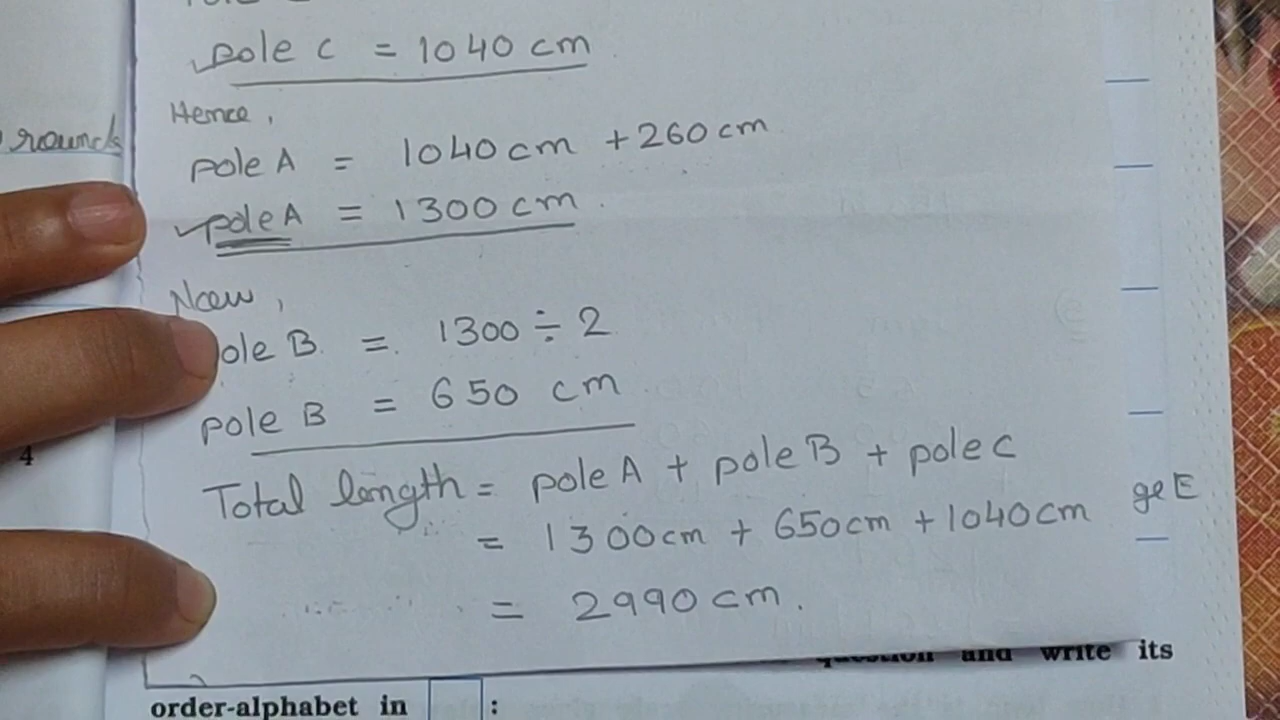 pole C = 1040 cm
Hence,
rounds
pole A = 1040 cm + 260 cm
pole A = 1300 cm.
Now,
ole B = 1300 ÷ 2
pole B = 650 cm
4
Total length = pole A + pole B + pole C
= 1300 cm + 650 cm + 1040 cm
= 2990 cm.
and write its
order-alphabet in :